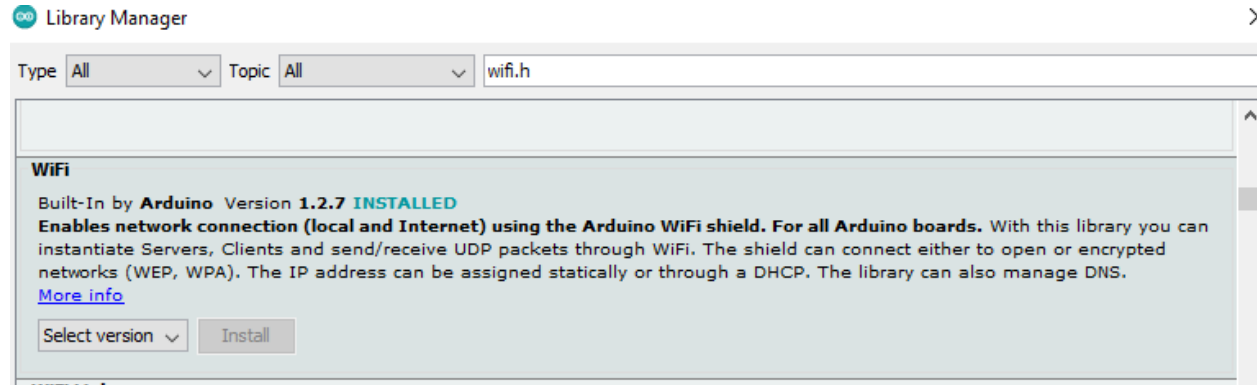 Library Manager
Type All Topic All wifi.h
WiFi
Built-In by Arduino Version 1.2.7 INSTALLED
Enables network connection (local and Internet) using the Arduino WiFi shield. For all Arduino boards. With this library you can
instantiate Servers, Clients and send/receive UDP packets through WiFi. The shield can connect either to open or encrypted
networks (WEP, WPA). The IP address can be assigned statically or through a DHCP. The library can also manage DNS.
More info
Select version Install